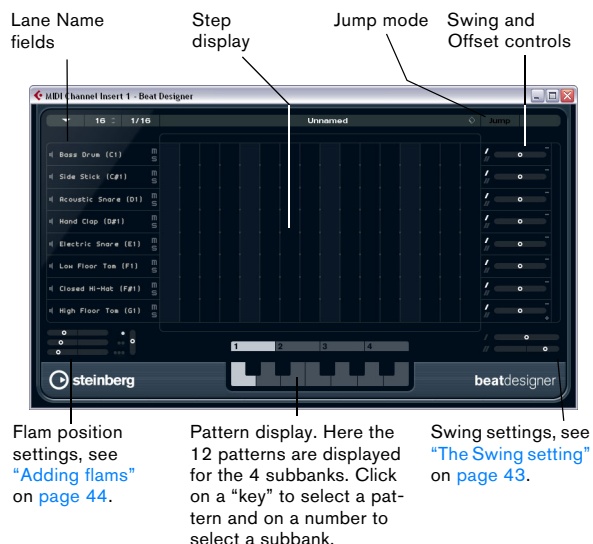 Lane Name fields
Step display
Jump mode
Swing and Offset controls
MIDI Channel Insert 1 - Beat Designer
16 1/16 Unnamed Jump
Bass Drum (C1) m s
Side Stick (C#1) m s
Acoustic Snare (D1) m s
Hand Clap (D#1) m s
Electric Snare (E1) m s
Low Floor Tom (F1) m s
Closed Hi-Hat (F#1) m s
High Floor Tom (G1) m s
1 2 3 4
steinberg
beatdesigner
Flam position
settings, see
"Adding flams"
on page 44.
Pattern display. Here the
12 patterns are displayed
for the 4 subbanks. Click
on a "key" to select a pat-
tern and on a number to
select a subbank.
Swing settings, see
"The Swing setting"
on page 43.